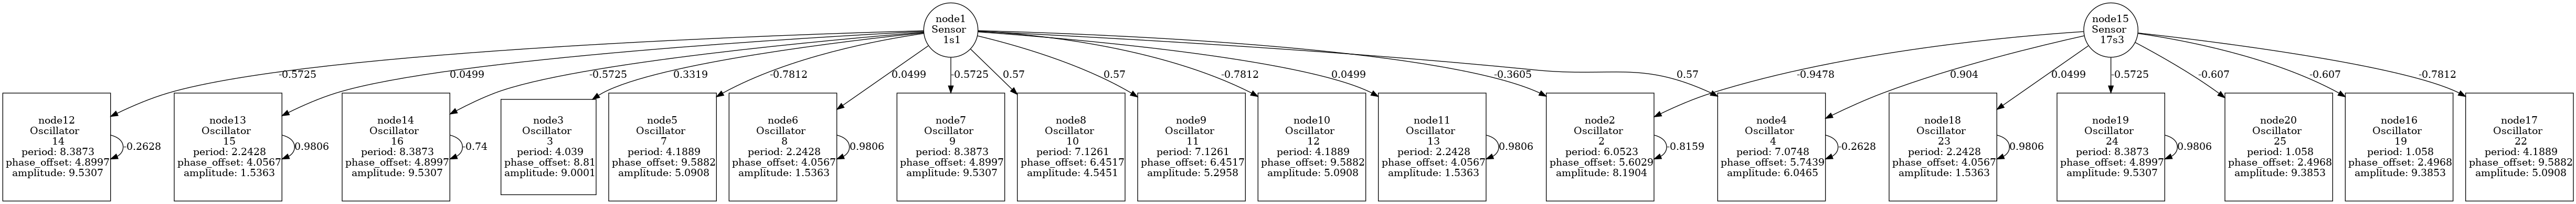 node1
Sensor
1s1
node15
Sensor
17s3
-0.5725
0.0499
-0.5725
0.3319
-0.7812
0.0499
-0.5725
0.57
0.57
-0.7812
0.0499
-0.3605
0.57
-0.9478
0.904
0.0499
-0.5725
-0.607
-0.607
-0.7812
node12
Oscillator
14
period: 8.3873
phase_offset: 4.8997
amplitude: 9.5307
-0.2628
node13
Oscillator
15
period: 2.2428
phase_offset: 4.0567
amplitude: 1.5363
0.9806
node14
Oscillator
16
period: 8.3873
phase_offset: 4.8997
amplitude: 9.5307
-0.74
node3
Oscillator
3
period: 4.039
phase_offset: 8.81
amplitude: 9.0001
node5
Oscillator
7
period: 4.1889
phase_offset: 9.5882
amplitude: 5.0908
node6
Oscillator
8
period: 2.2428
phase_offset: 4.0567
amplitude: 1.5363
0.9806
node7
Oscillator
9
period: 8.3873
phase_offset: 4.8997
amplitude: 9.5307
node8
Oscillator
10
period: 7.1261
phase_offset: 6.4517
amplitude: 4.5451
node9
Oscillator
11
period: 7.1261
phase_offset: 6.4517
amplitude: 5.2958
node10
Oscillator
12
period: 4.1889
phase_offset: 9.5882
amplitude: 5.0908
node11
Oscillator
13
period: 2.2428
phase_offset: 4.0567
amplitude: 1.5363
0.9806
node2
Oscillator
2
period: 6.0523
phase_offset: 5.6029
amplitude: 8.1904
-0.8159
node4
Oscillator
4
period: 7.0748
phase_offset: 5.7439
amplitude: 6.0465
-0.2628
node18
Oscillator
23
period: 2.2428
phase_offset: 4.0567
amplitude: 1.5363
0.9806
node19
Oscillator
24
period: 8.3873
phase_offset: 4.8997
amplitude: 9.5307
0.9806
node20
Oscillator
25
period: 1.058
phase_offset: 2.4968
amplitude: 9.3853
node16
Oscillator
19
period: 1.058
phase_offset: 2.4968
amplitude: 9.3853
node17
Oscillator
22
period: 4.1889
phase_offset: 9.5882
amplitude: 5.0908